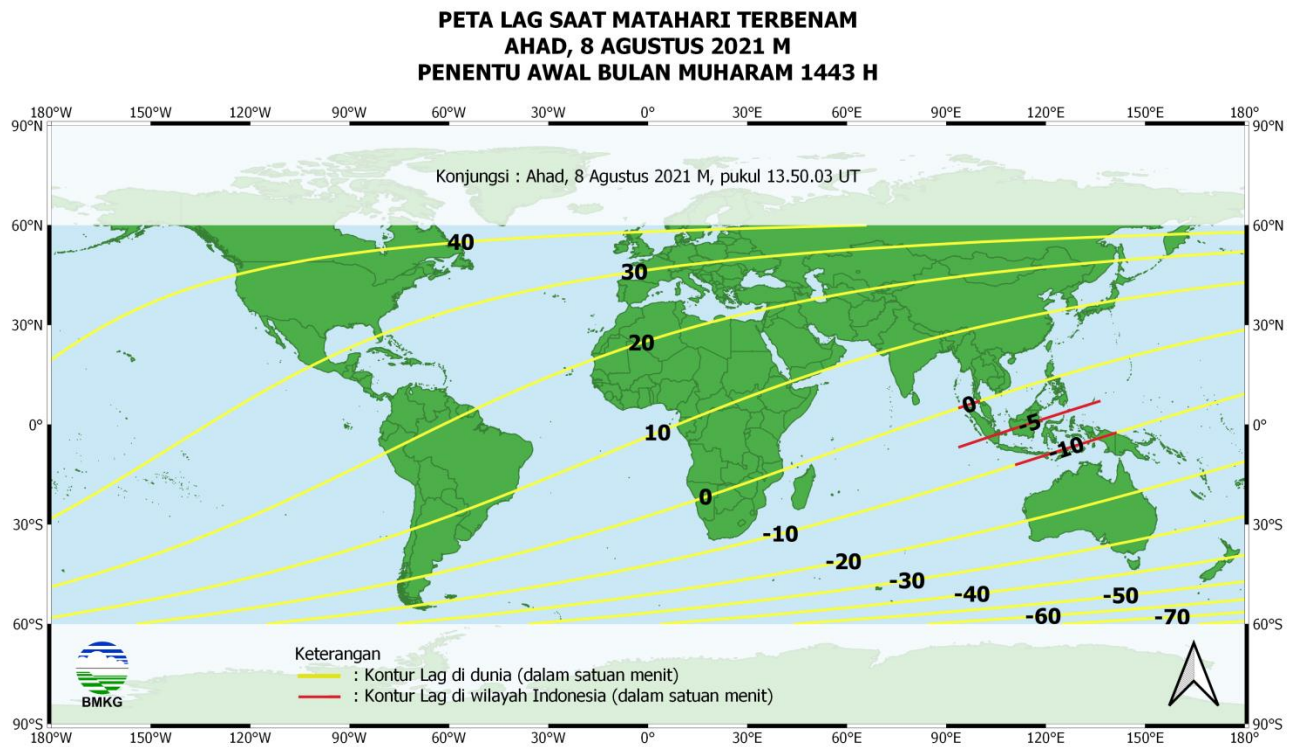 PETA LAG SAAT MATAHARI TERBENAM
AHAD, 8 AGUSTUS 2021 M
PENENTU AWAL BULAN MUHARAM 1443 H
180°W 150°W 120°W 90°W 60°W 30°W 0° 30°E 60°E 90°E 120°E 150°E 180°
90°N 90°N
Konjungsi : Ahad, 8 Agustus 2021 M, pukul 13.50.03 UT
60°N 60°N
40
30
30°N 30°N
20
0
0° -5 0°
10
-10
0
30°S 30°S
-10
-20
-30
-40 -50
-60 -70
60°S 60°S
Keterangan
: Kontur Lag di dunia (dalam satuan menit)
: Kontur Lag di wilayah Indonesia (dalam satuan menit)
BMKG
90°S 90°S
180°W 150°W 120°W 90°W 60°W 30°W 0° 30°E 60°E 90°E 120°E 150°E 180°